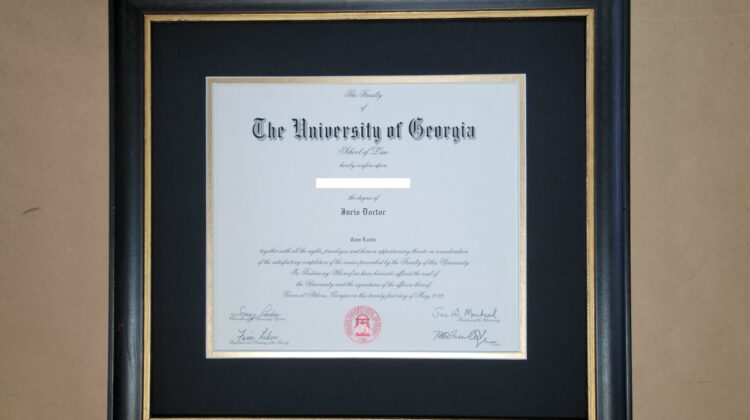 The Faculty
of
The University of Georgia
School of Law
hereby confers upon
the degree of
Juris Doctor
Cum Laude
together with all the rights, privileges and honors appertaining thereto in consideration
of the satisfactory completion of the course prescribed by the Faculty of this University.
In Testimony Whereof we have hereunto affixed the seal of
the University and the signatures of the officers thereof.
Given at Athens, Georgia on this twenty first day of May,
President of the University